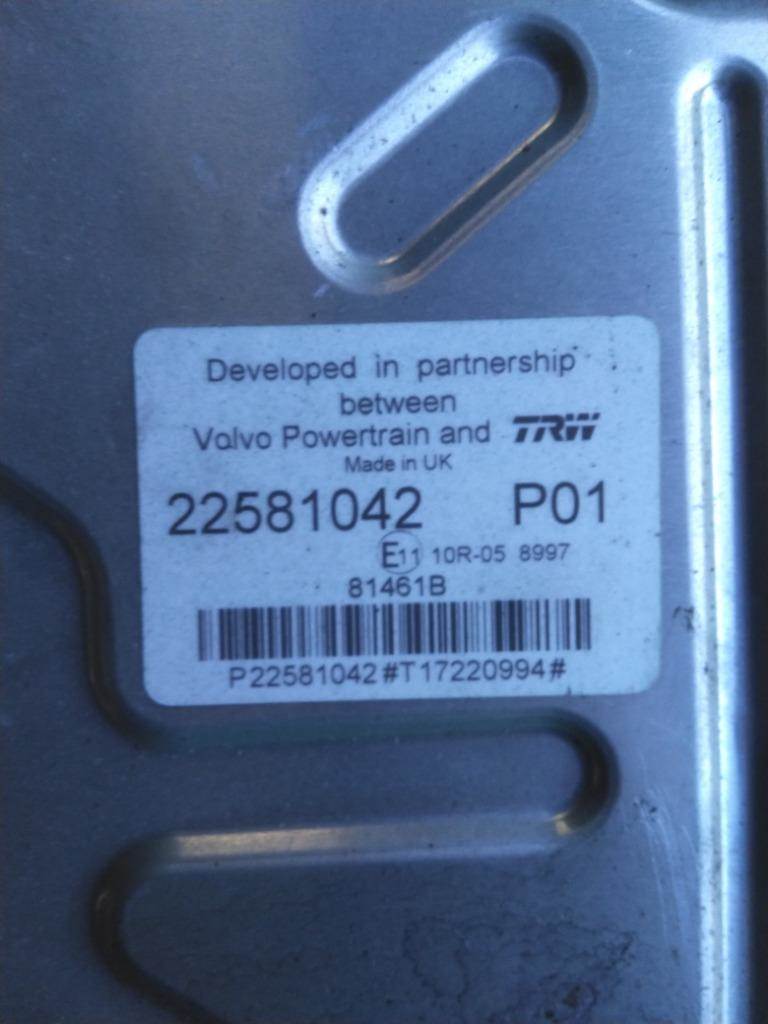 Developed in partnership
between
Volvo Powertrain and TRW
Made in UK
22581042 P01
E11 10R-05 8997
81461B
P22581042#T17220994#